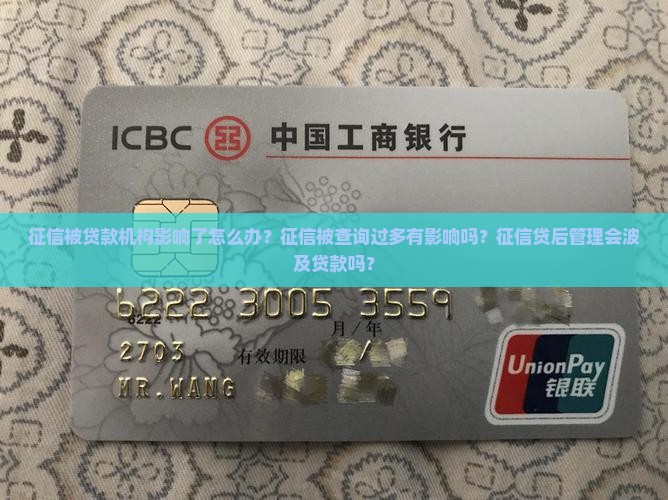 ICBC 中国工商银行
征信被贷款机构影响了怎么办？征信被查询过多有影响吗？征信贷后管理会波
及贷款吗？
6222 3005 3559
6222
月/年
2703 有效期限 /
MR.WANG
UnionPay
银联